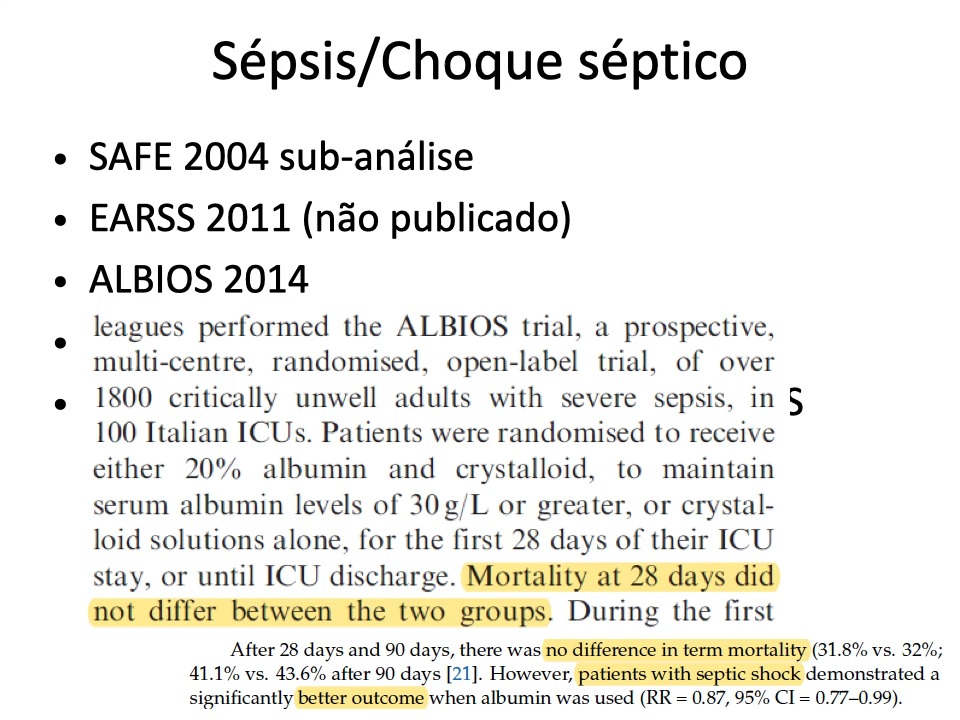 Sépsis/Choque séptico
• SAFE 2004 sub-análise
• EARSS 2011 (não publicado)
• ALBIOS 2014
•
•
leagues performed the ALBIOS trial, a prospective,
multi-centre, randomised, open-label trial, of over
1800 critically unwell adults with severe sepsis, in
100 Italian ICUs. Patients were randomised to receive
either 20% albumin and crystalloid, to maintain
serum albumin levels of 30 g/L or greater, or crystal-
loid solutions alone, for the first 28 days of their ICU
stay, or until ICU discharge. Mortality at 28 days did
not differ between the two groups. During the first
After 28 days and 90 days, there was no difference in term mortality (31.8% vs. 32%;
41.1% vs. 43.6% after 90 days [21]. However, patients with septic shock demonstrated a
significantly better outcome when albumin was used (RR = 0.87, 95% CI = 0.77–0.99).